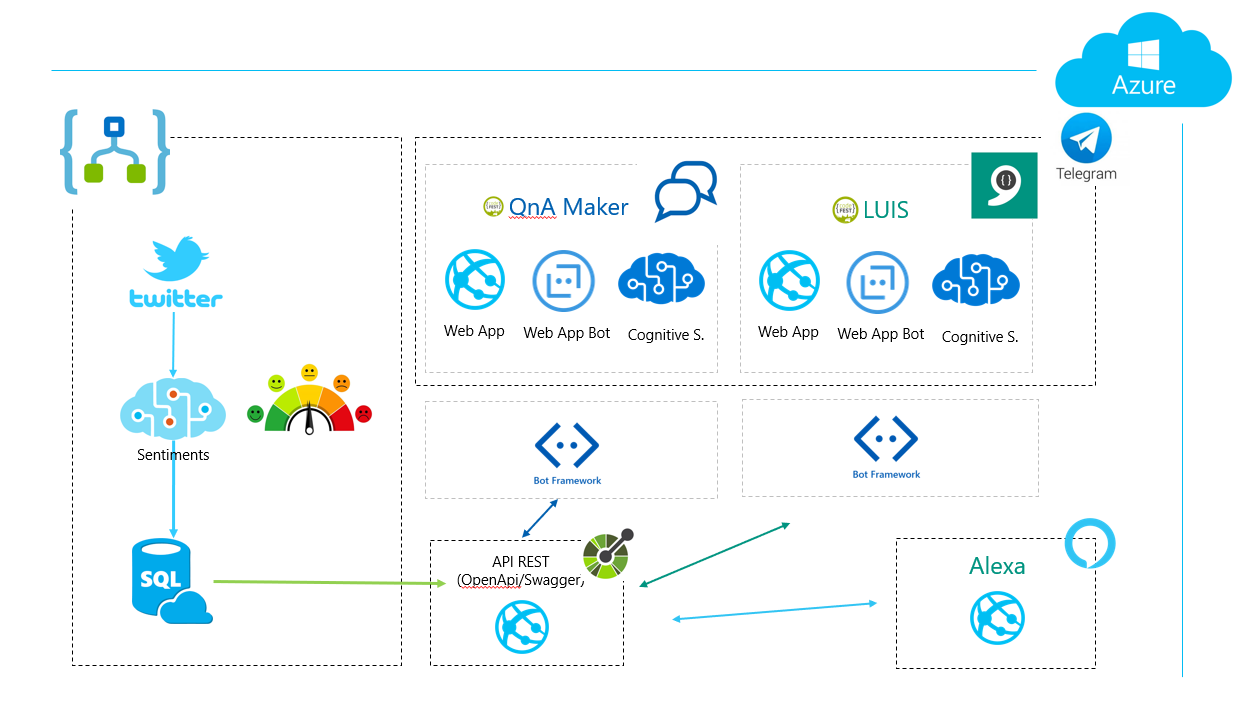 Azure
Telegram
QnA Maker
LUIS
Web App
Web App Bot
Cognitive S.
Web App
Web App Bot
Cognitive S.
twitter
Sentiments
SQL
Bot Framework
Bot Framework
API REST
(OpenApi/Swagger)
Alexa